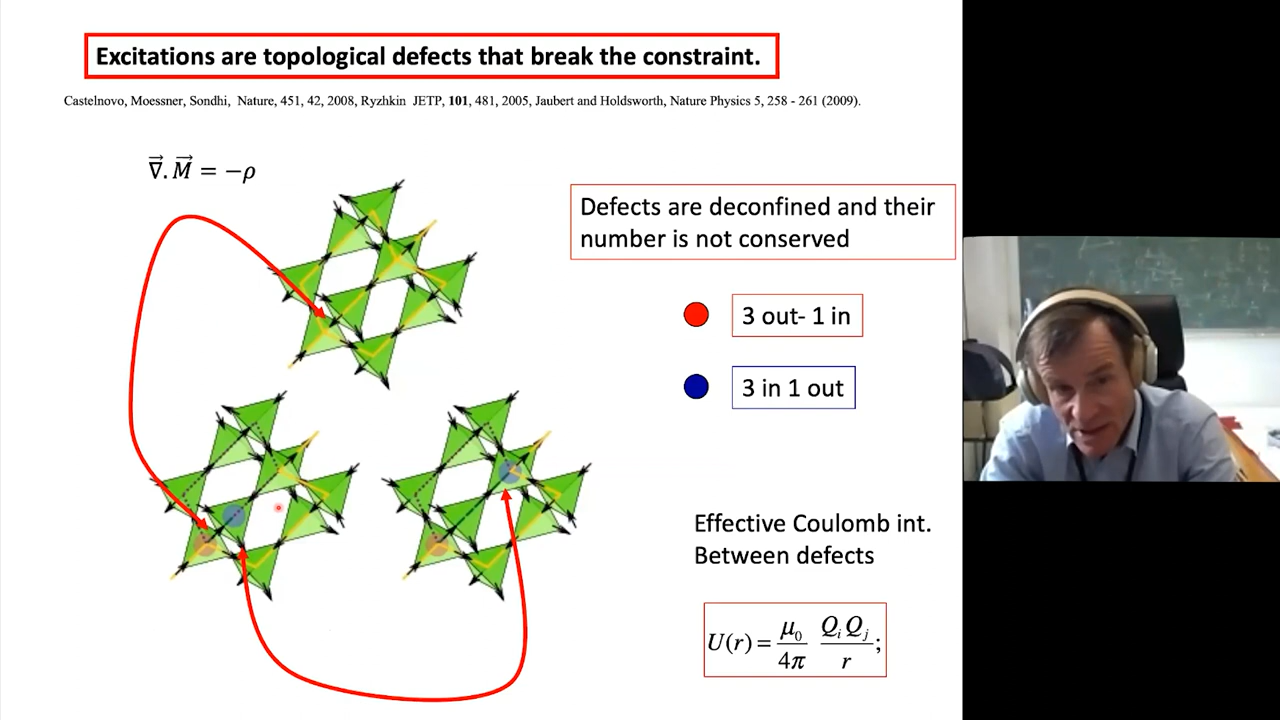 Excitations are topological defects that break the constraint.
Castelnovo, Moessner, Sondhi, Nature, 451, 42, 2008, Ryzhkin JETP, 101, 481, 2005, Jaubert and Holdsworth, Nature Physics 5, 258 - 261 (2009).
∇⃗. M⃗ = −ρ
Defects are deconfined and their
number is not conserved
3 out- 1 in
3 in 1 out
Effective Coulomb int.
Between defects
U(r) = μ₀/4π QᵢQⱼ/r;